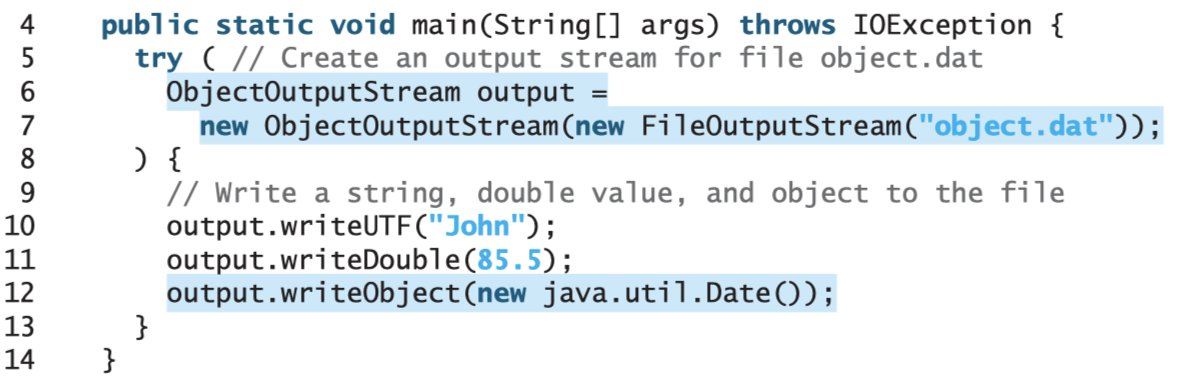 4 public static void main(String[] args) throws IOException {
5 try ( // Create an output stream for file object.dat
6 ObjectOutputStream output =
7 new ObjectOutputStream(new FileOutputStream("object.dat"));
8 ) {
9 // Write a string, double value, and object to the file
10 output.writeUTF("John");
11 output.writeDouble(85.5);
12 output.writeObject(new java.util.Date());
13 }
14 }